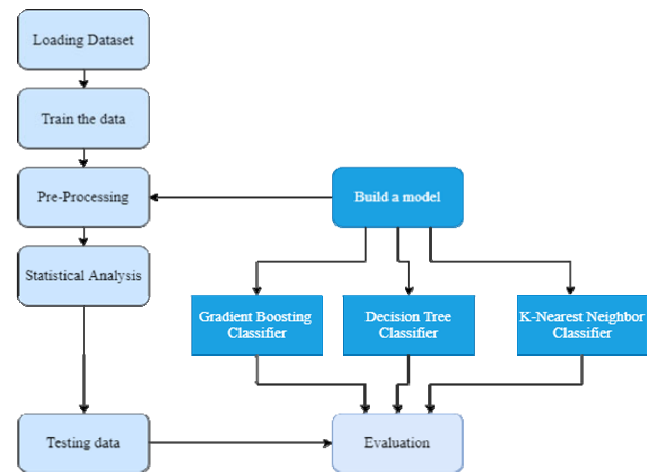 Loading Dataset
Train the data
Pre-Processing
Build a model
Statistical Analysis
Gradient Boosting
Classifier
Decision Tree
Classifier
K-Nearest Neighbor
Classifier
Testing data
Evaluation